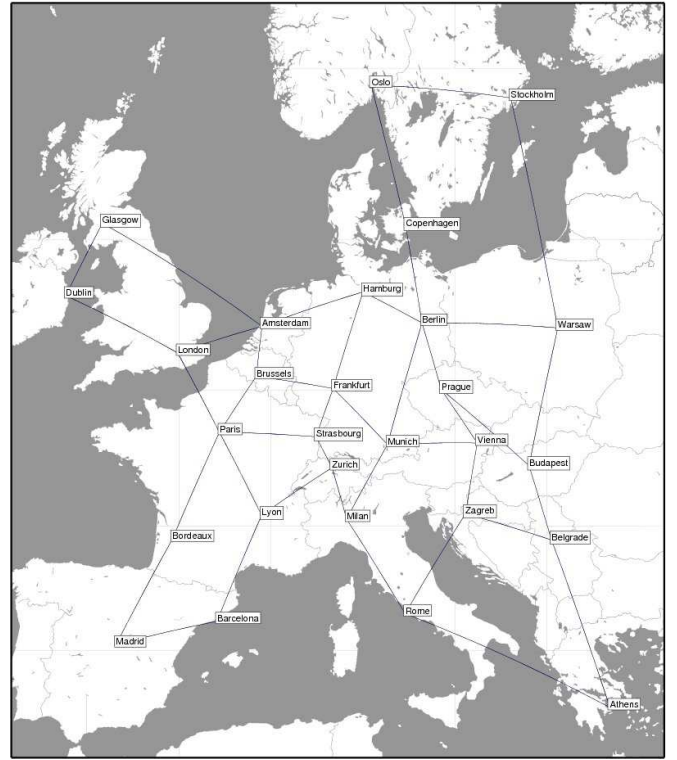 Oslo
Stockholm
Glasgow
Copenhagen
Dublin
Hamburg
Amsterdam
Berlin
Warsaw
London
Brussels
Frankfurt
Prague
Paris
Strasbourg
Munich
Vienna
Zurich
Budapest
Lyon
Milan
Zagreb
Bordeaux
Belgrade
Rome
Barcelona
Madrid
Athens